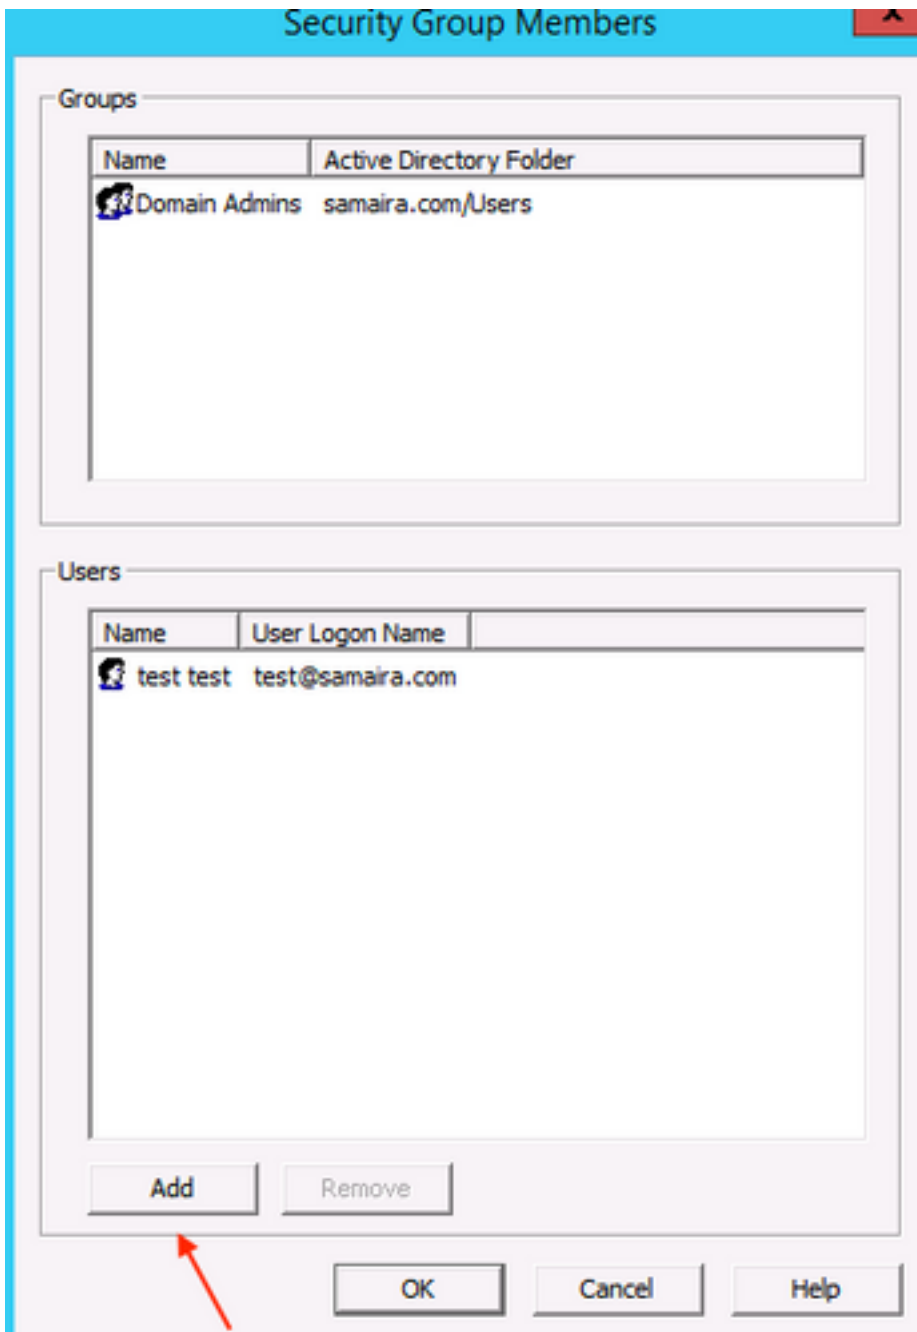 Security Group Members
x
Groups
Name Active Directory Folder
Domain Admins samaira.com/Users
Users
Name User Logon Name
test test test@samaira.com
Add Remove
OK Cancel Help